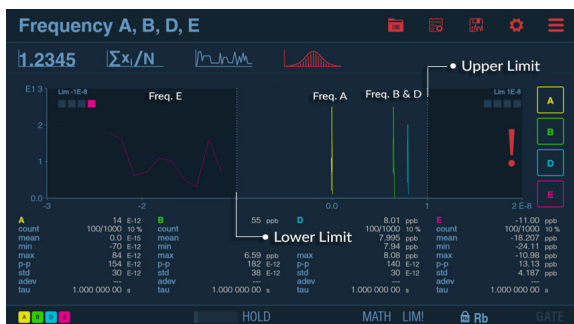 Frequency A, B, D, E
1.2345 Σxᵢ/N
Upper Limit
E13 Lim -1E-8 Freq. E Freq. A Freq. B & D Lim 1E-8 A
2 B
1 ! D
0.0 E
-3 -2 0.0 1 2 E-8
A 14 E-12 B .55 ppb D 8.01 ppb E -11.00 ppb
count 100/1000 10 % count count 100/1000 10 % count 100/1000 10 %
mean 0.0 E-15 mean mean 7.995 ppb mean -18.207 ppb
min -70 E-12 min 7.94 ppb min -24.11 ppb
Lower Limit
max 84 E-12 max 6.59 ppb max 8.08 ppb max -10.98 ppb
p-p 154 E-12 p-p 182 E-12 p-p 140 E-12 p-p 13.13 ppb
std 30 E-12 std 38 E-12 std 30 E-12 std 4.187 ppb
adev --- adev --- adev --- adev ---
tau 1.000 000 00 s tau 1.000 000 00 s tau 1.000 000 00 s tau 1.000 000 00 s
A B D E HOLD MATH LIM! Rb GATE